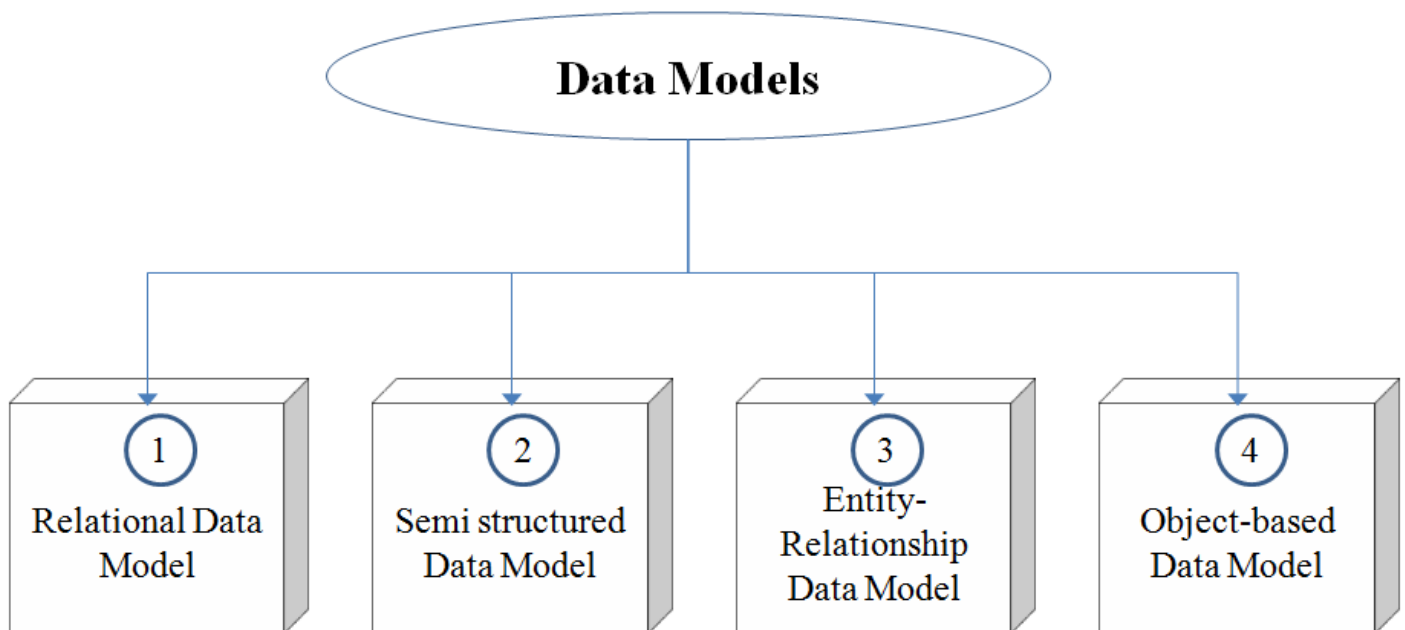 Data Models
1
Relational Data
Model
2
Semi structured
Data Model
3
Entity-
Relationship
Data Model
4
Object-based
Data Model